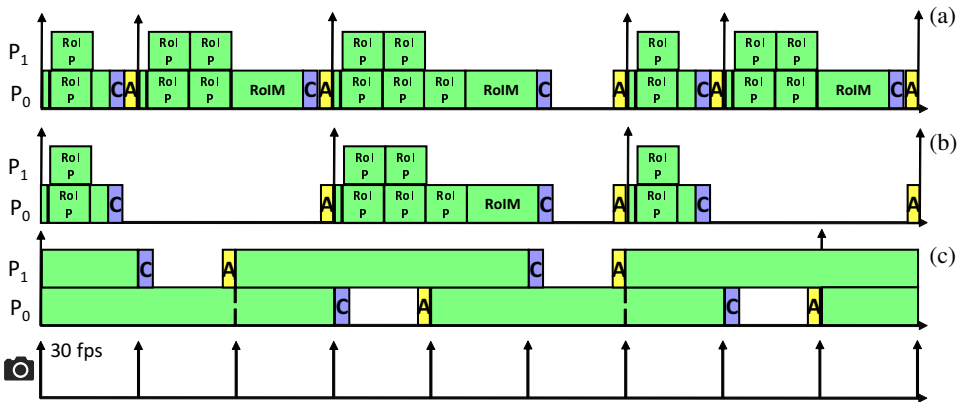 (a)
RoI RoI RoI RoI RoI RoI RoI RoI
P1 P P P P P P P P
RoI RoI RoI RoI RoI RoI RoI RoI RoI RoI
P0 P C A P P RoIM C A P P P RoIM C A P C A P P RoIM C A
(b)
RoI RoI RoI RoI
P1 P P P P
RoI RoI RoI RoI RoI
P0 P C A P P P RoIM C A P C A
(c)
P1 C A C A
P0 C A C A
30 fps